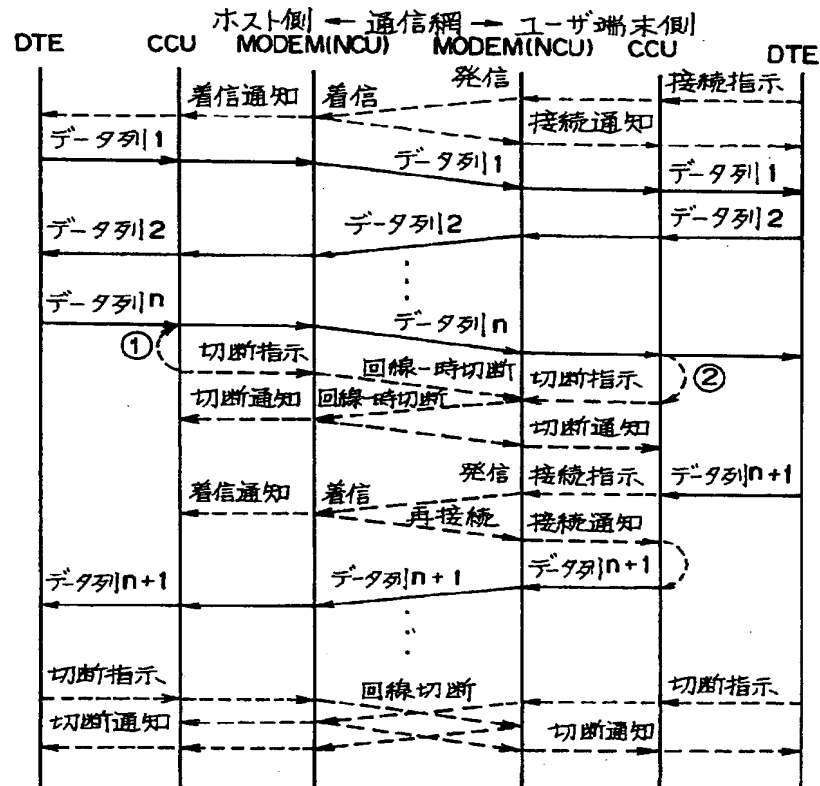 ホスト側 ← 通信網 → ユーザ端末側
DTE CCU MODEM(NCU) MODEM(NCU) CCU DTE
発信 接続指示
着信通知 着信
接続通知
データ列1
データ列1
データ列1
データ列2 データ列2 データ列2
データ列n
データ列n
①
切断指示 回線一時切断 切断指示 ②
切断通知 回線一時切断
切断通知
発信 接続指示 データ列n+1
着信通知 着信
再接続 接続通知
データ列n+1
データ列n+1 データ列n+1
切断指示 回線切断 切断指示
切断通知 切断通知